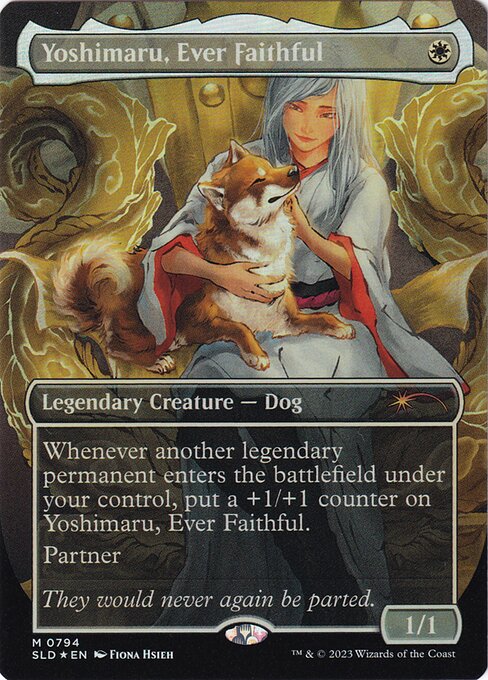 Yoshimaru, Ever Faithful
Legendary Creature — Dog
Whenever another legendary
permanent enters the battlefield under
your control, put a +1/+1 counter on
Yoshimaru, Ever Faithful.
Partner
They would never again be parted.
1/1
M 0794
SLD★EN Fiona Hsieh
™ & © 2023 Wizards of the Coast